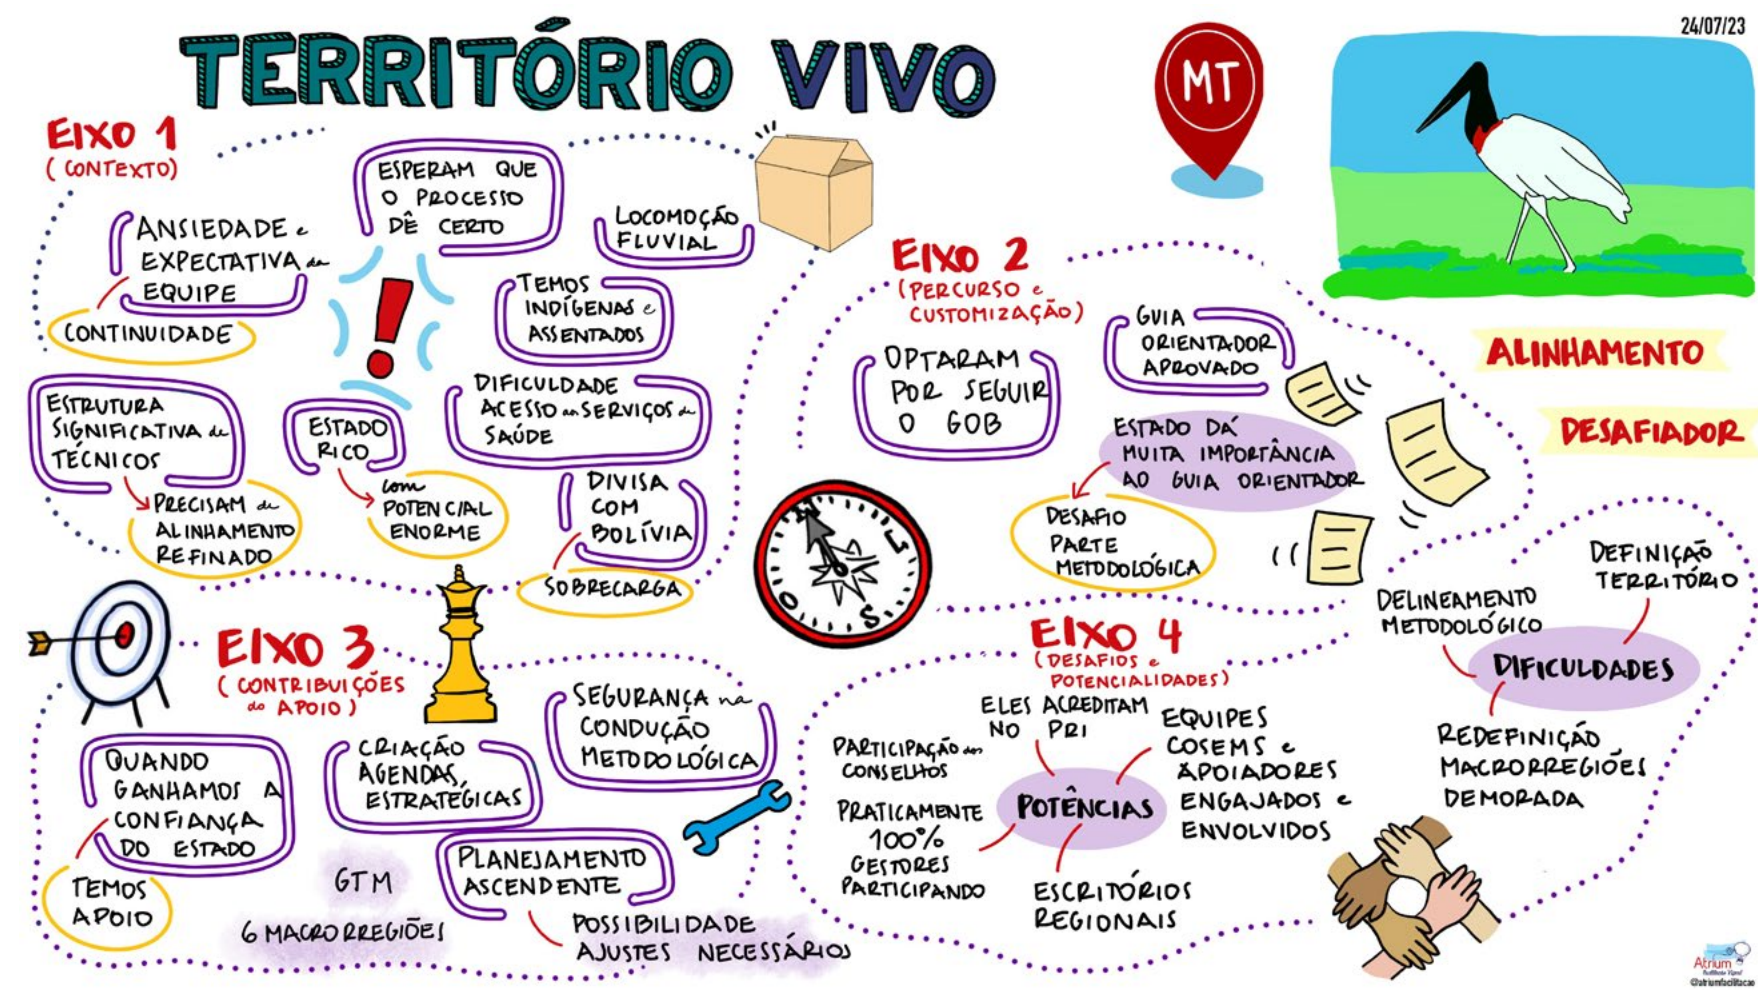 TERRITÓRIO VIVO
MT
24/07/23
EIXO 1
(CONTEXTO)
ANSIEDADE e
EXPECTATIVA da
EQUIPE
CONTINUIDADE
ESPERAM QUE
O PROCESSO
DÊ CERTO
LOCOMOÇÃO
FLUVIAL
TEMOS
INDÍGENAS e
ASSENTADOS
ESTRUTURA
SIGNIFICATIVA de
TÉCNICOS
PRECISAM de
ALINHAMENTO
REFINADO
ESTADO
RICO
com
POTENCIAL
ENORME
DIFICULDADE
ACESSO aos SERVIÇOS de
SAÚDE
DIVISA
COM
BOLÍVIA
SOBRECARGA
EIXO 2
(PERCURSO e
CUSTOMIZAÇÃO)
OPTARAM
POR SEGUIR
O GOB
GUIA
ORIENTADOR
APROVADO
ESTADO DÁ
MUITA IMPORTÂNCIA
AO GUIA ORIENTADOR
DESAFIO
PARTE
METODOLÓGICA
ALINHAMENTO
DESAFIADOR
N
L
S
O
EIXO 3
(CONTRIBUIÇÕES
do APOIO)
QUANDO
GANHAMOS A
CONFIANÇA
DO ESTADO
TEMOS
APOIO
CRIAÇÃO
AGENDAS
ESTRATÉGICAS
SEGURANÇA na
CONDUÇÃO
METODOLÓGICA
GTM
6 MACRORREGIÕES
PLANEJAMENTO
ASCENDENTE
POSSIBILIDADE
AJUSTES NECESSÁRIOS
EIXO 4
(DESAFIOS e
POTENCIALIDADES)
ELES ACREDITAM
NO PRI
PARTICIPAÇÃO dos
CONSELHOS
PRATICAMENTE
100%
GESTORES
PARTICIPANDO
POTÊNCIAS
EQUIPES
COSEMS e
APOIADORES
ENGAJADOS e
ENVOLVIDOS
ESCRITÓRIOS
REGIONAIS
DEFINIÇÃO
TERRITÓRIO
DELINEAMENTO
METODOLÓGICO
DIFICULDADES
REDEFINIÇÃO
MACRORREGIÕES
DEMORADA
Atrium
Facilitação Visual
@atriumfacilitacao